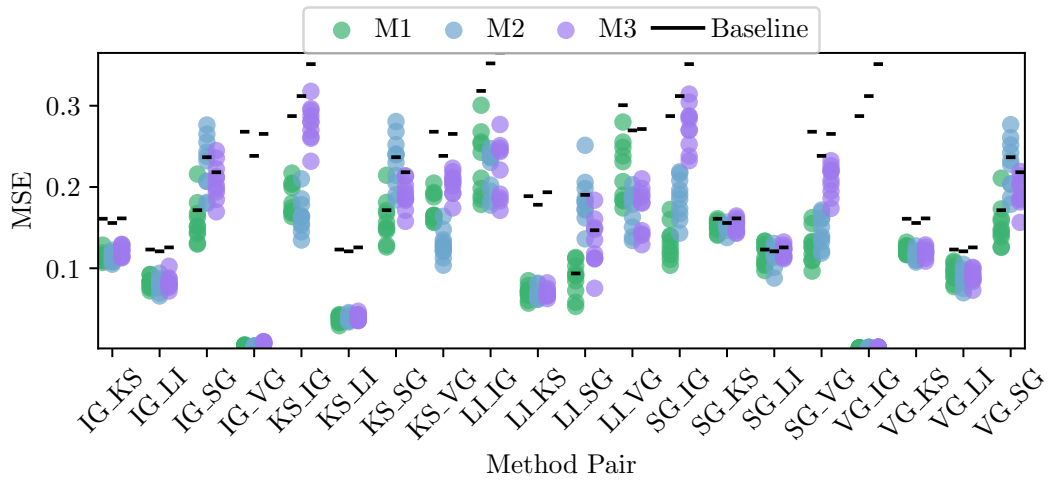 M1 M2 M3 Baseline
0.3
0.2
0.1
MSE
IG_KS IG_LI IG_SG IG_VG KS_IG KS_LI KS_SG KS_VG LI_IG LI_KS LI_SG LI_VG SG_IG SG_KS SG_LI SG_VG VG_IG VG_KS VG_LI VG_SG
Method Pair